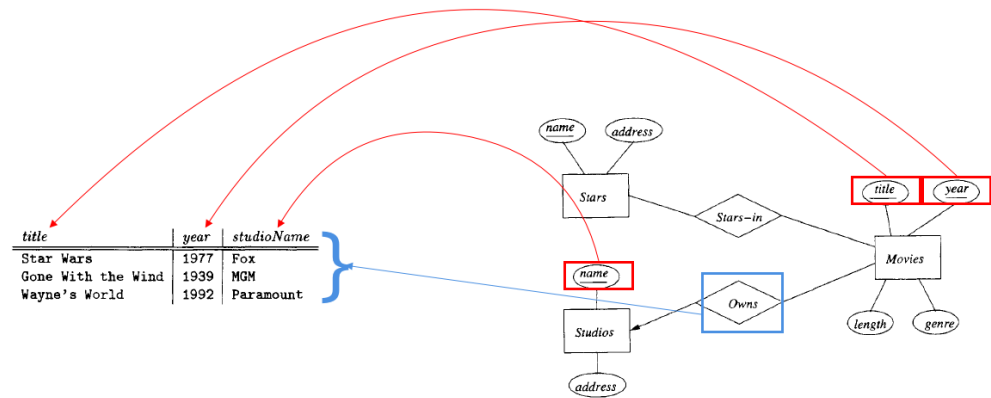 name address
title year
Stars
Stars-in
title year studioName
Star Wars 1977 Fox
Gone With the Wind 1939 MGM
Wayne's World 1992 Paramount
Movies
name
Owns
Studios
length genre
address